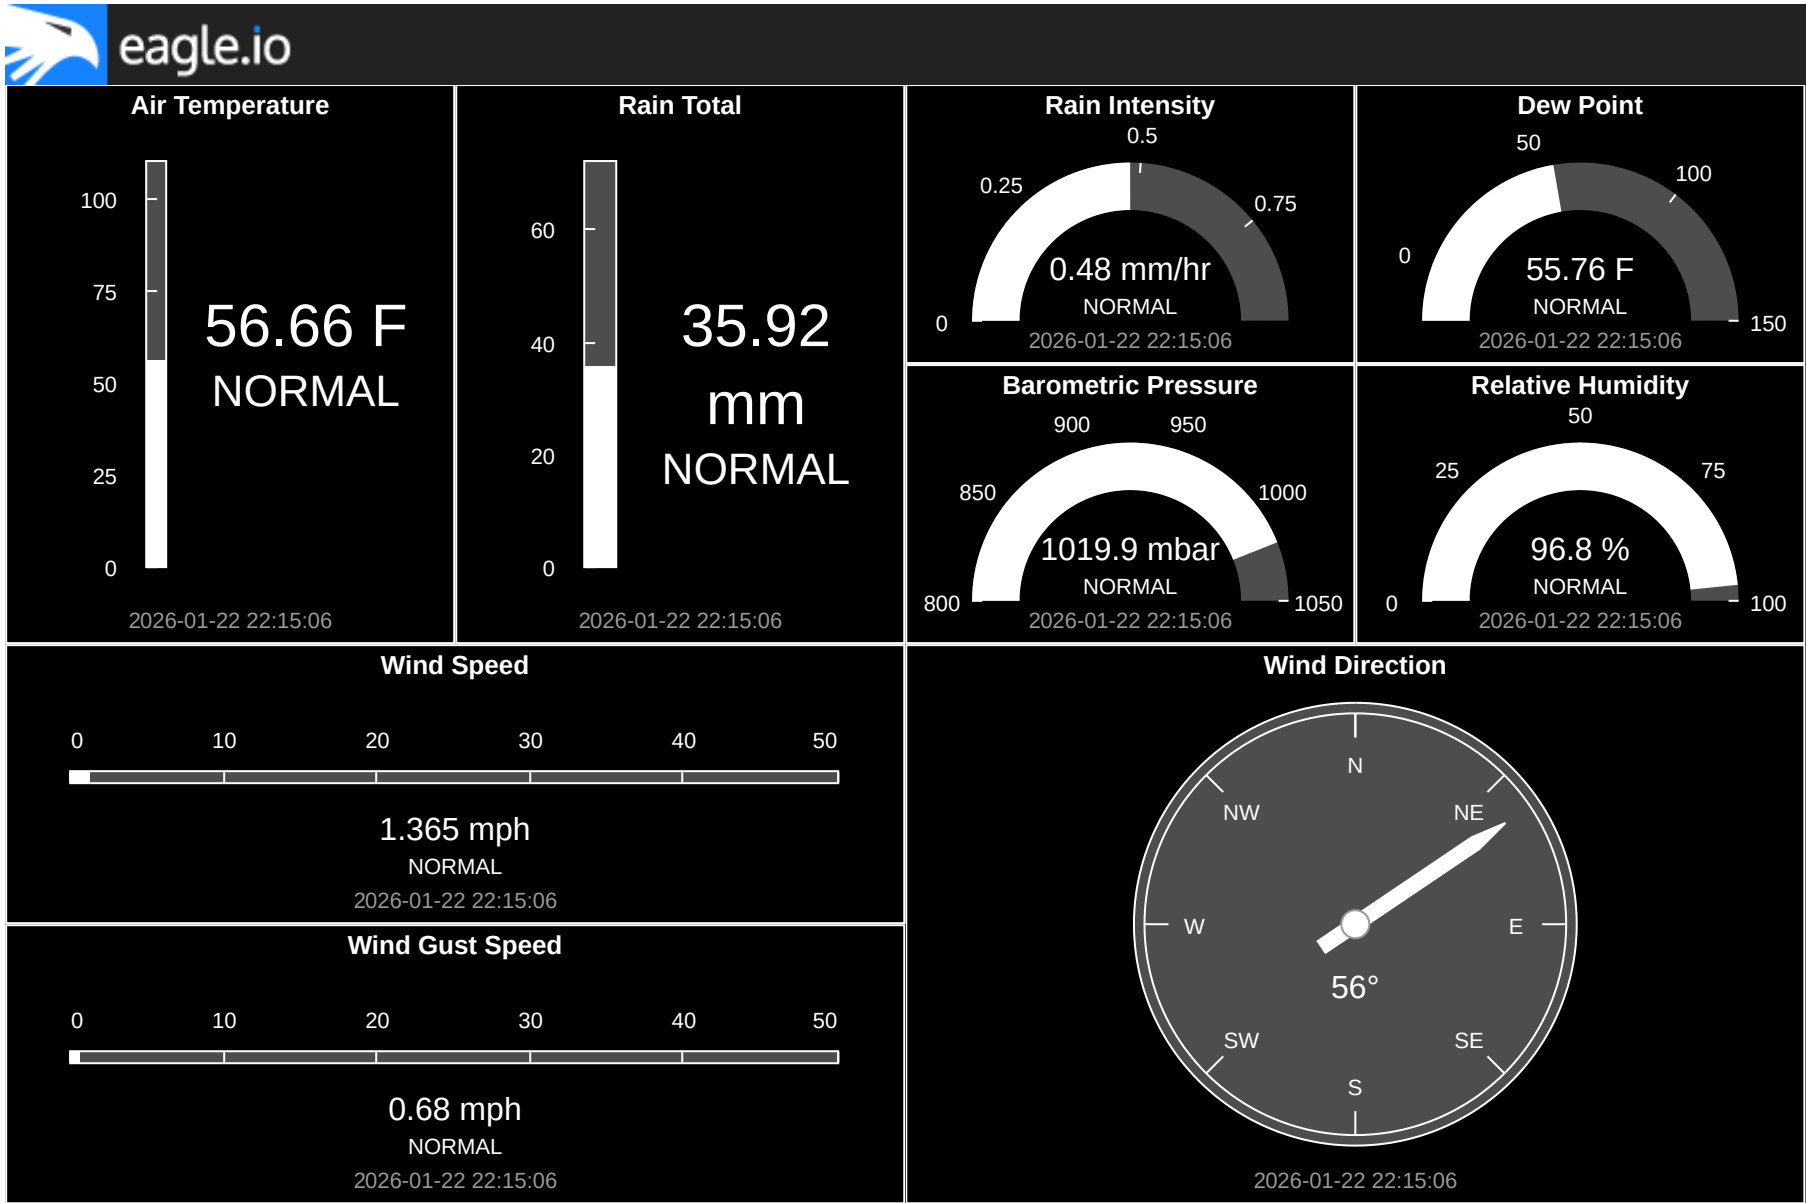 eagle.io
Air Temperature
100
75
50
25
0
56.66 F
NORMAL
2026-01-22 22:15:06
Rain Total
60
40
20
0
35.92
mm
NORMAL
2026-01-22 22:15:06
Rain Intensity
0
0.25
0.5
0.75
0.48 mm/hr
NORMAL
2026-01-22 22:15:06
Dew Point
0
50
100
150
55.76 F
NORMAL
2026-01-22 22:15:06
Barometric Pressure
800
850
900
950
1000
1050
1019.9 mbar
NORMAL
2026-01-22 22:15:06
Relative Humidity
0
25
50
75
100
96.8 %
NORMAL
2026-01-22 22:15:06
Wind Speed
0 10 20 30 40 50
1.365 mph
NORMAL
2026-01-22 22:15:06
Wind Gust Speed
0 10 20 30 40 50
0.68 mph
NORMAL
2026-01-22 22:15:06
Wind Direction
N
NW NE
W E
56°
SW SE
S
2026-01-22 22:15:06